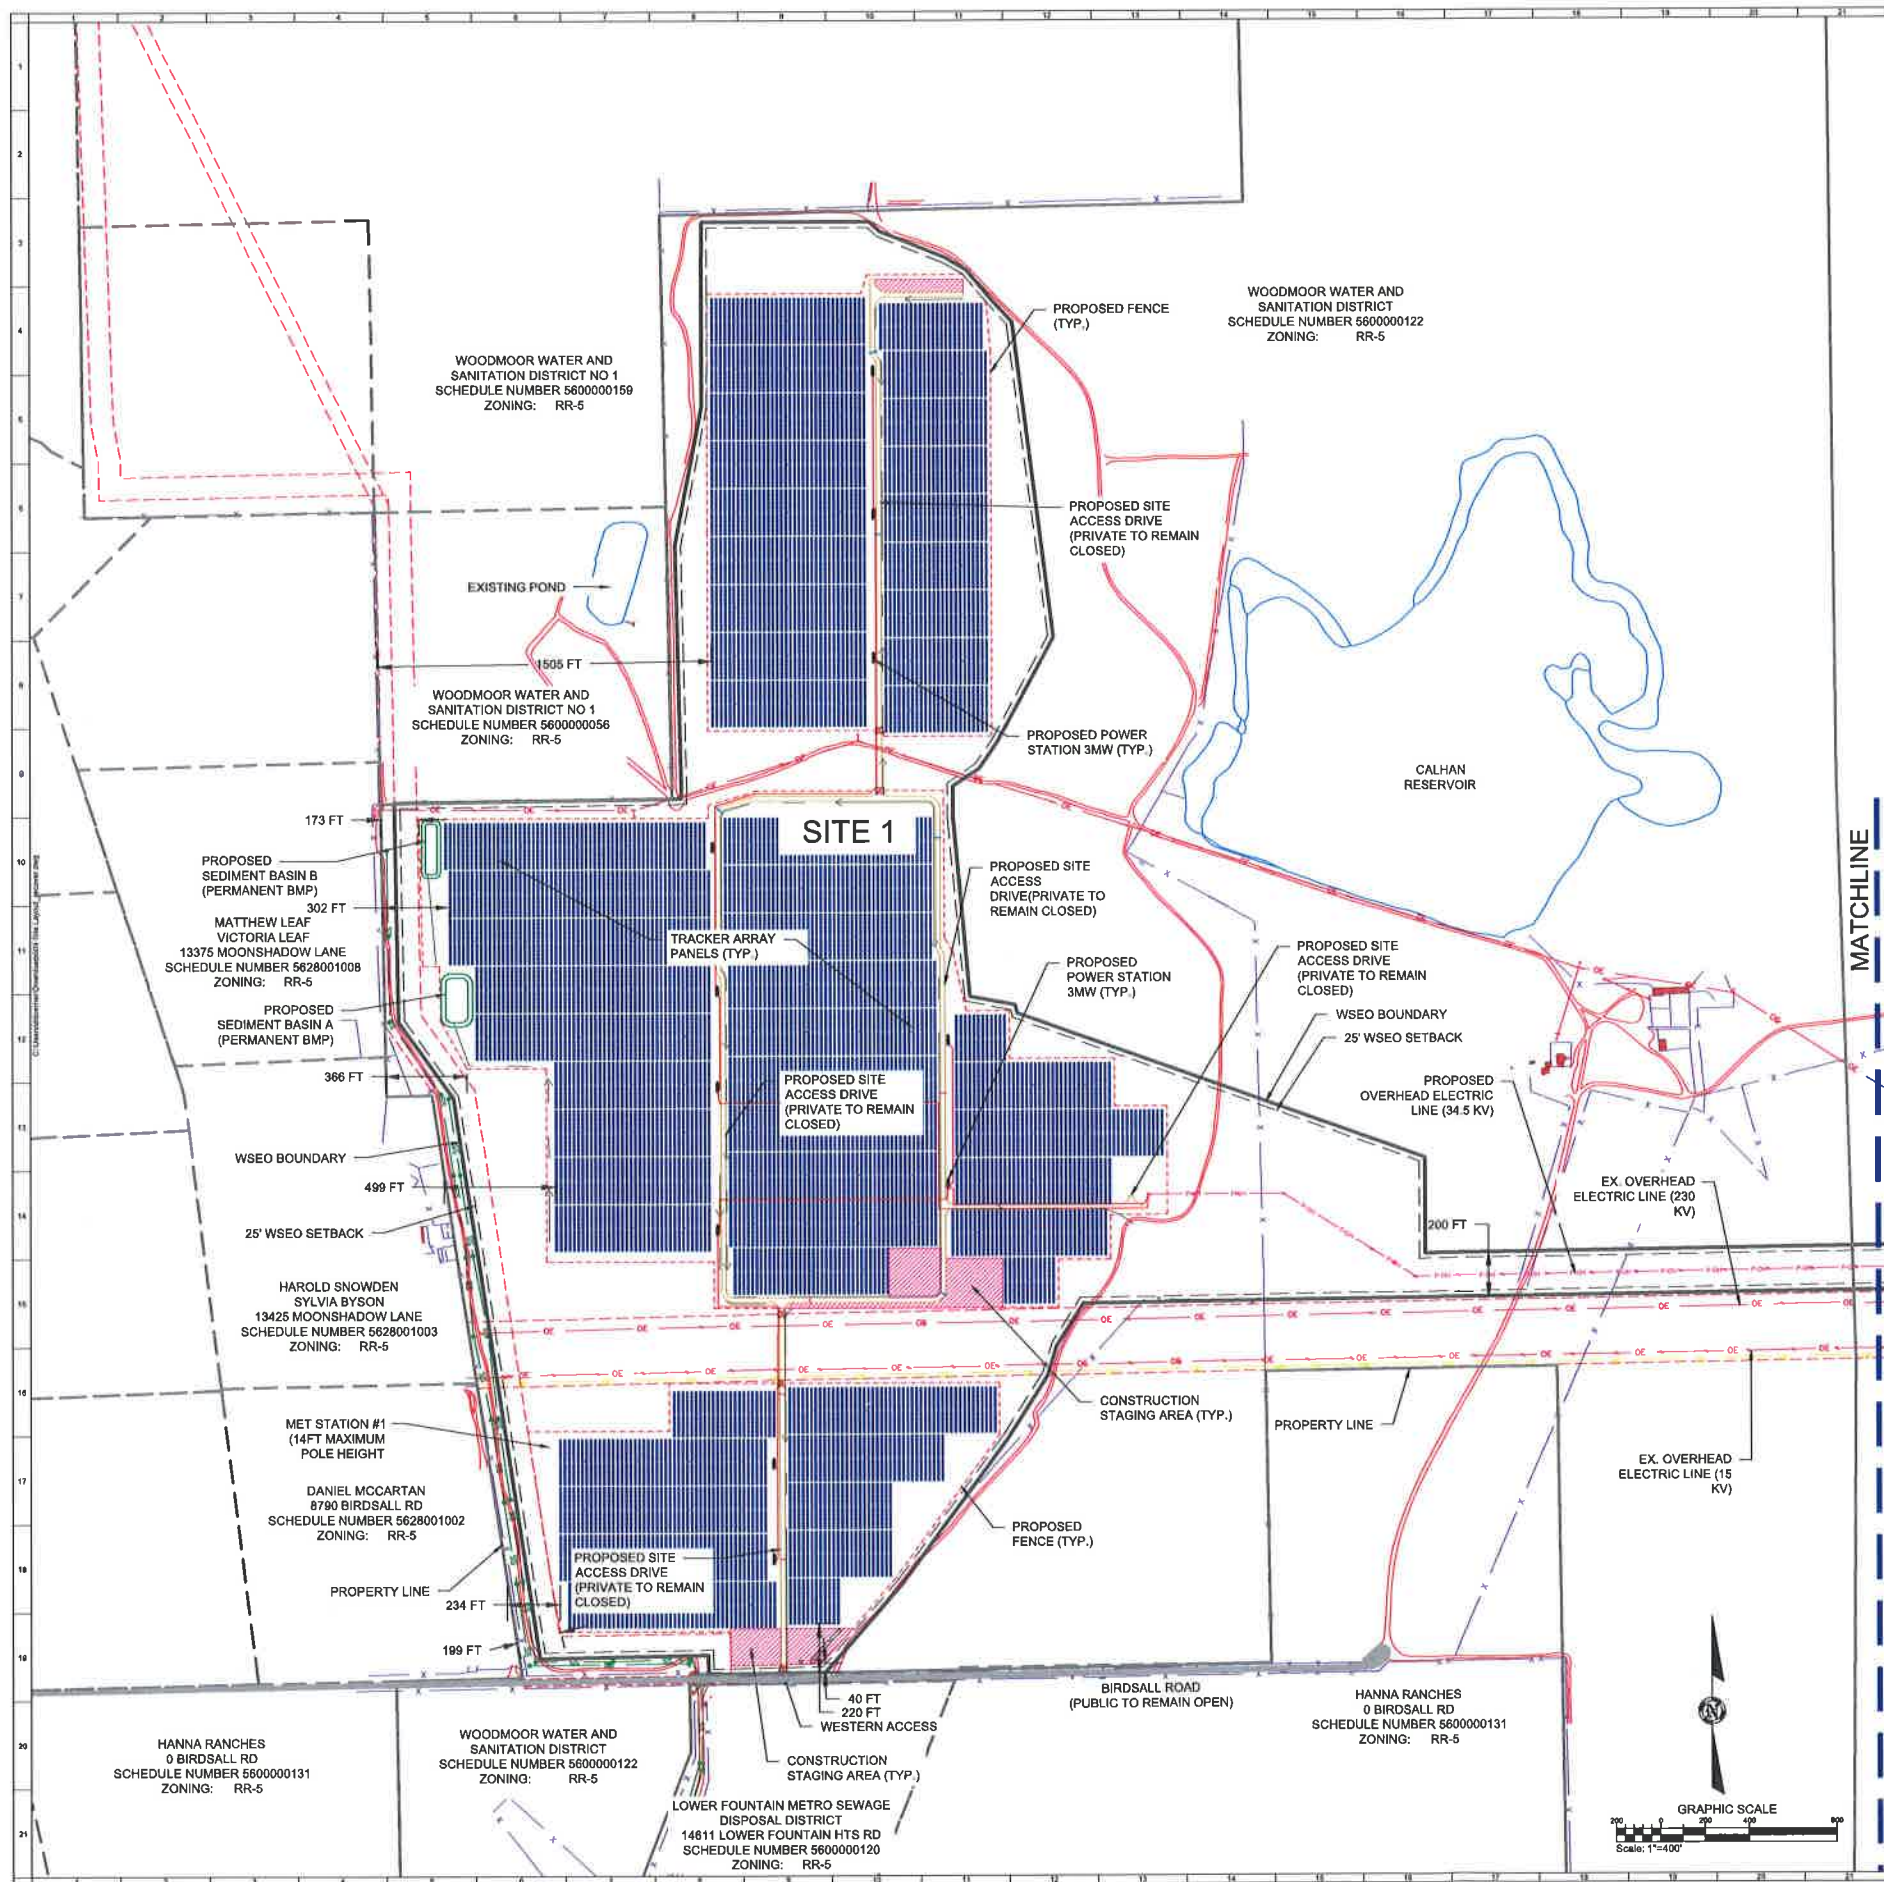 WOODMOOR WATER AND
SANITATION DISTRICT
SCHEDULE NUMBER 5600000122
ZONING: RR-5
PROPOSED FENCE
(TYP.)
WOODMOOR WATER AND
SANITATION DISTRICT NO 1
SCHEDULE NUMBER 5600000159
ZONING: RR-5
PROPOSED SITE
ACCESS DRIVE
(PRIVATE TO REMAIN
CLOSED)
EXISTING POND
1505 FT
WOODMOOR WATER AND
SANITATION DISTRICT NO 1
SCHEDULE NUMBER 5600000056
ZONING: RR-5
PROPOSED POWER
STATION 3MW (TYP.)
CALHAN
RESERVOIR
173 FT
SITE 1
PROPOSED
SEDIMENT BASIN B
(PERMANENT BMP)
302 FT
PROPOSED SITE
ACCESS
DRIVE(PRIVATE TO
REMAIN CLOSED)
MATCHLINE
MATTHEW LEAF
VICTORIA LEAF
13375 MOONSHADOW LANE
SCHEDULE NUMBER 5628001008
ZONING: RR-5
TRACKER ARRAY
PANELS (TYP.)
PROPOSED
POWER STATION
3MW (TYP.)
PROPOSED SITE
ACCESS DRIVE
(PRIVATE TO REMAIN
CLOSED)
PROPOSED
SEDIMENT BASIN A
(PERMANENT BMP)
WSEO BOUNDARY
25' WSEO SETBACK
366 FT
PROPOSED SITE
ACCESS DRIVE
(PRIVATE TO REMAIN
CLOSED)
PROPOSED
OVERHEAD ELECTRIC
LINE (34.5 KV)
WSEO BOUNDARY
499 FT
EX. OVERHEAD
ELECTRIC LINE (230
KV)
25' WSEO SETBACK
200 FT
HAROLD SNOWDEN
SYLVIA BYSON
13425 MOONSHADOW LANE
SCHEDULE NUMBER 5628001003
ZONING: RR-5
CONSTRUCTION
STAGING AREA (TYP.)
PROPERTY LINE
MET STATION #1
(14FT MAXIMUM
POLE HEIGHT
EX. OVERHEAD
ELECTRIC LINE (15
KV)
DANIEL MCCARTAN
8790 BIRDSALL RD
SCHEDULE NUMBER 5628001002
ZONING: RR-5
PROPOSED
FENCE (TYP.)
PROPOSED SITE
ACCESS DRIVE
(PRIVATE TO REMAIN
CLOSED)
PROPERTY LINE
234 FT
199 FT
40 FT
220 FT
WESTERN ACCESS
BIRDSALL ROAD
(PUBLIC TO REMAIN OPEN)
HANNA RANCHES
0 BIRDSALL RD
SCHEDULE NUMBER 5600000131
ZONING: RR-5
HANNA RANCHES
0 BIRDSALL RD
SCHEDULE NUMBER 5600000131
ZONING: RR-5
WOODMOOR WATER AND
SANITATION DISTRICT
SCHEDULE NUMBER 5600000122
ZONING: RR-5
CONSTRUCTION
STAGING AREA (TYP.)
LOWER FOUNTAIN METRO SEWAGE
DISPOSAL DISTRICT
14611 LOWER FOUNTAIN HTS RD
SCHEDULE NUMBER 5600000120
ZONING: RR-5
N
GRAPHIC SCALE
200 0 200 400 800
Scale: 1"=400'